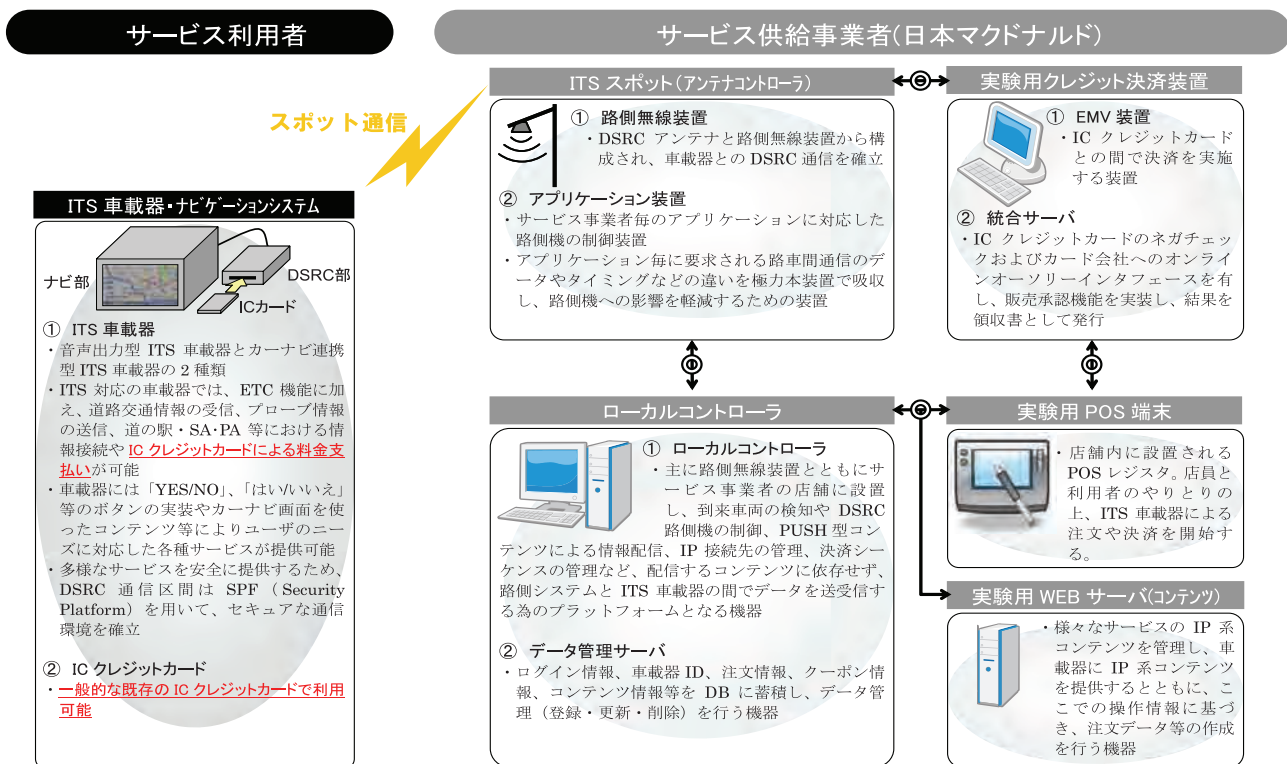 サービス利用者
サービス供給事業者(日本マクドナルド)
スポット通信
ITS 車載器・ナビゲーションシステム
ナビ部
DSRC部
ICカード
① ITS 車載器
・音声出力型 ITS 車載器とカーナビ連携
型 ITS 車載器の 2 種類
・ITS 対応の車載器では、ETC 機能に加
え、道路交通情報の受信、プローブ情報
の送信、道の駅・SA・PA 等における情
報接続や IC クレジットカードによる料金支
払いが可能
・車載器には「YES/NO」、「はい/いいえ」
等のボタンの実装やカーナビ画面を使
ったコンテンツ等によりユーザのニー
ズに対応した各種サービスが提供可能
・多様なサービスを安全に提供するため、
DSRC 通信区間は SPF (Security
Platform) を用いて、セキュアな通信
環境を確立
② IC クレジットカード
・一般的な既存の IC クレジットカードで利用
可能
ITS スポット(アンテナコントローラ)
① 路側無線装置
・DSRC アンテナと路側無線装置から構
成され、車載器との DSRC 通信を確立
② アプリケーション装置
・サービス事業者毎のアプリケーションに対応した
路側機の制御装置
・アプリケーション毎に要求される路車間通信のデ
ータやタイミングなどの違いを極力本装置で吸収
し、路側機への影響を軽減するための装置
実験用クレジット決済装置
① EMV 装置
・IC クレジットカード
との間で決済を実施
する装置
② 統合サーバ
・IC クレジットカードのネガチェッ
クおよびカード会社へのオンライ
ンオーソリーインタフェースを有
し、販売承認機能を実装し、結果を
領収書として発行
ローカルコントローラ
① ローカルコントローラ
・主に路側無線装置とともにサ
ービス事業者の店舗に設置
し、到来車両の検知や DSRC
路側機の制御、PUSH 型コン
テンツによる情報配信、IP 接続先の管理、決済シー
ケンスの管理など、配信するコンテンツに依存せず、
路側システムと ITS 車載器の間でデータを送受信す
る為のプラットフォームとなる機器
② データ管理サーバ
・ログイン情報、車載器 ID、注文情報、クーポン情
報、コンテンツ情報等を DB に蓄積し、データ管
理（登録・更新・削除）を行う機器
実験用 POS 端末
・店舗内に設置される
POS レジスタ。店員と
利用者のやりとりの
上、ITS 車載器による
注文や決済を開始す
る。
実験用 WEB サーバ(コンテンツ)
・様々なサービスの IP 系
コンテンツを管理し、車
載器に IP 系コンテンツ
を提供するとともに、こ
こでの操作情報に基づ
き、注文データ等の作成
を行う機器